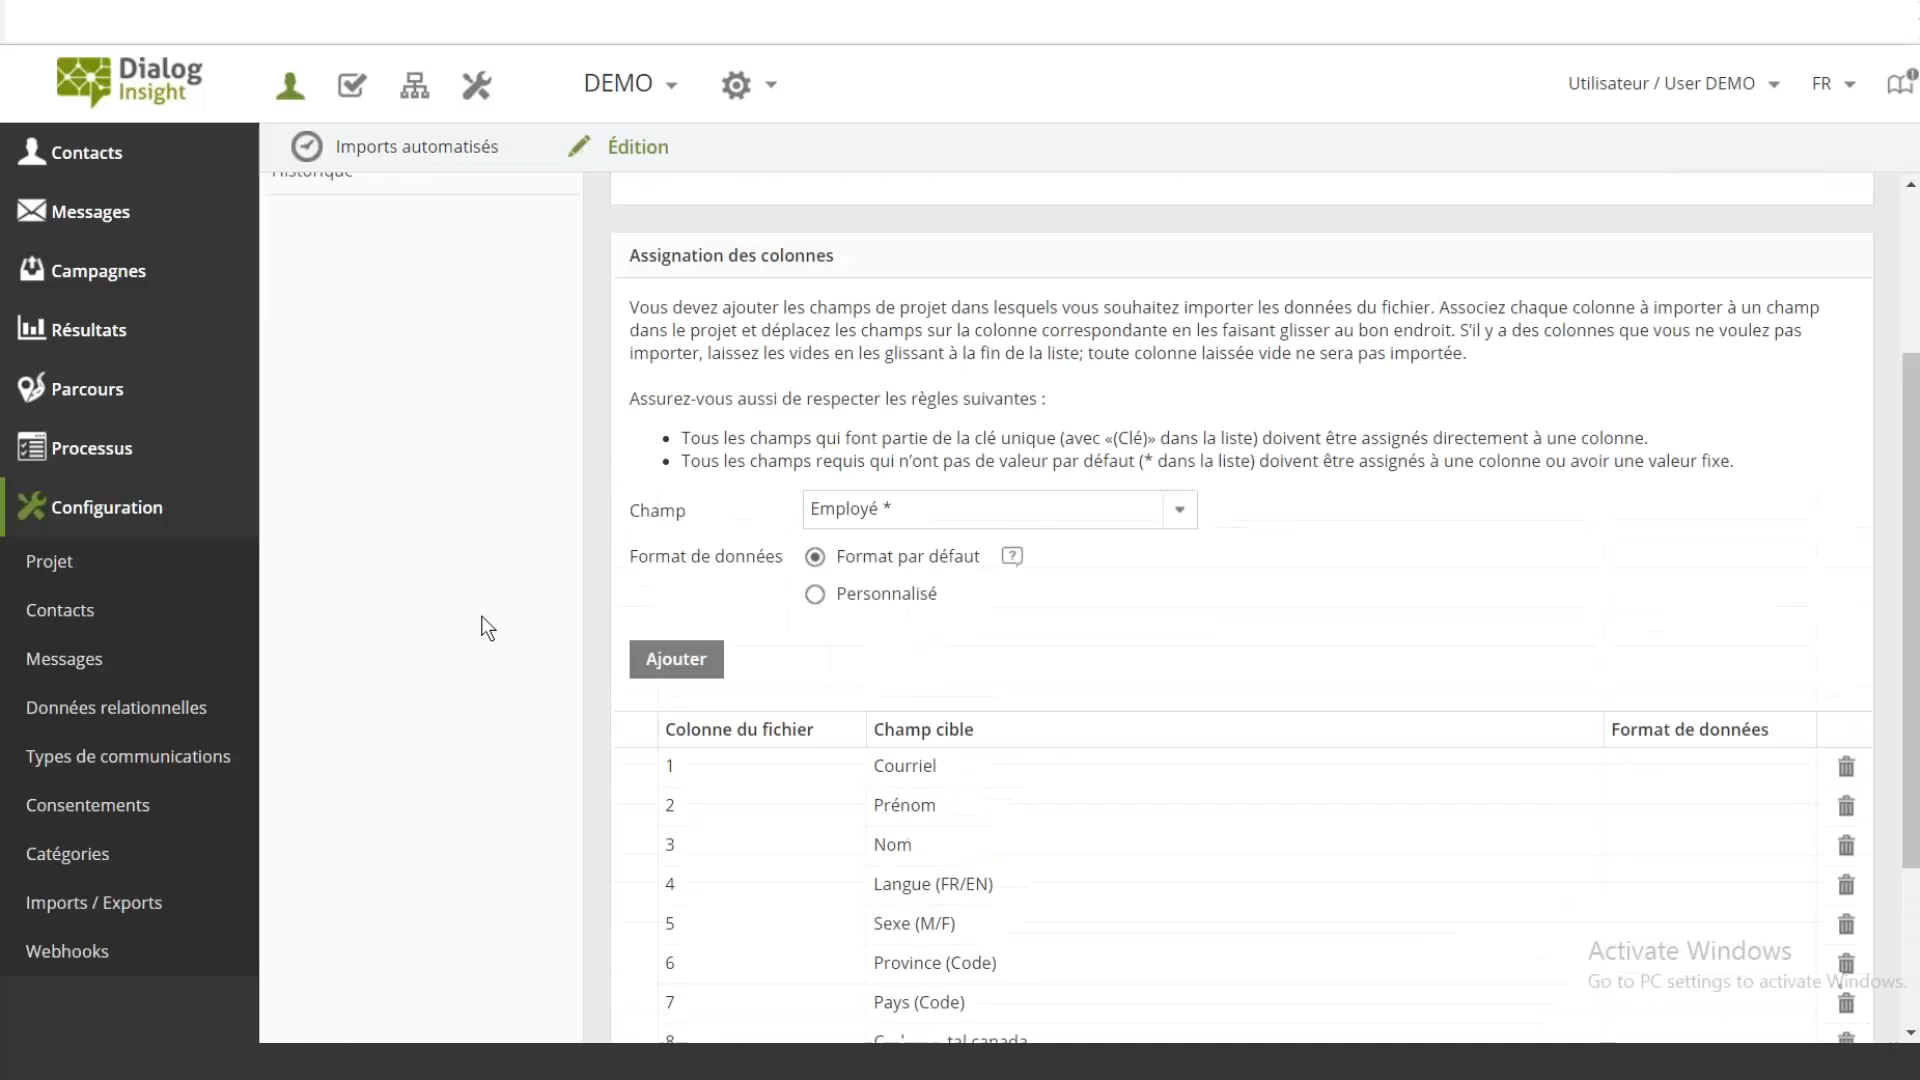 Dialog
Insight
DEMO
Utilisateur / User DEMO
FR
Contacts
Messages
Campagnes
Résultats
Parcours
Processus
Configuration
Projet
Contacts
Messages
Données relationnelles
Types de communications
Consentements
Catégories
Imports / Exports
Webhooks
Imports automatisés
Édition
Historique
Assignation des colonnes
Vous devez ajouter les champs de projet dans lesquels vous souhaitez importer les données du fichier. Associez chaque colonne à importer à un champ
dans le projet et déplacez les champs sur la colonne correspondante en les faisant glisser au bon endroit. S'il y a des colonnes que vous ne voulez pas
importer, laissez les vides en les glissant à la fin de la liste; toute colonne laissée vide ne sera pas importée.
Assurez-vous aussi de respecter les règles suivantes :
• Tous les champs qui font partie de la clé unique (avec «(Clé)» dans la liste) doivent être assignés directement à une colonne.
• Tous les champs requis qui n'ont pas de valeur par défaut (* dans la liste) doivent être assignés à une colonne ou avoir une valeur fixe.
Champ Employé *
Format de données Format par défaut ?
Personnalisé
Ajouter
Colonne du fichier Champ cible Format de données
1 Courriel
2 Prénom
3 Nom
4 Langue (FR/EN)
5 Sexe (M/F)
6 Province (Code)
7 Pays (Code)
8 canada
Activate Windows
Go to PC settings to activate Windows.